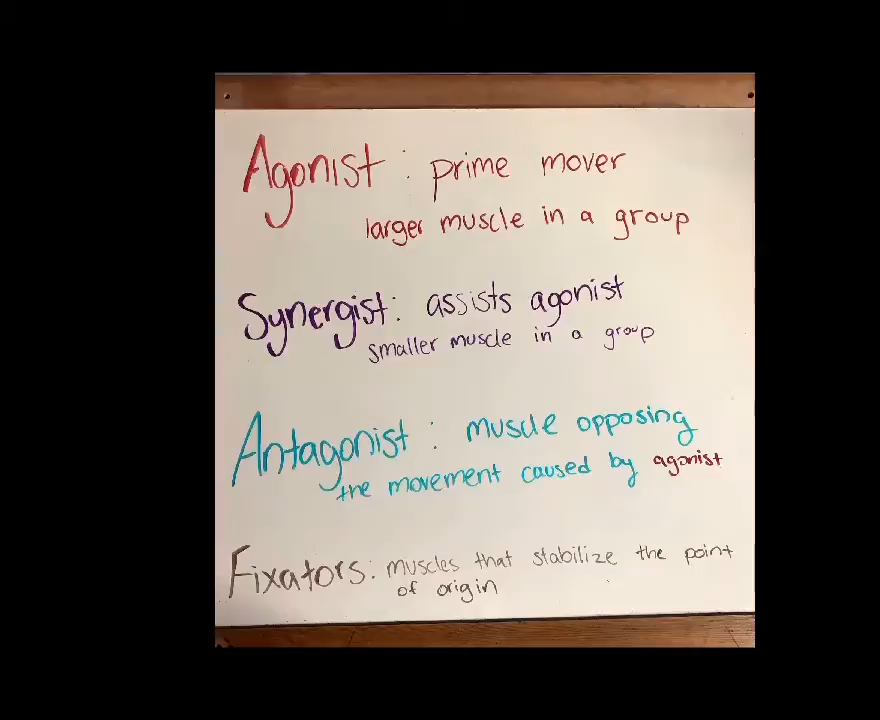 Agonist: prime mover
larger muscle in a group
Synergist: assists agonist
smaller muscle in a group
Antagonist: muscle opposing
the movement caused by agonist
Fixators: muscles that stabilize the point
of origin